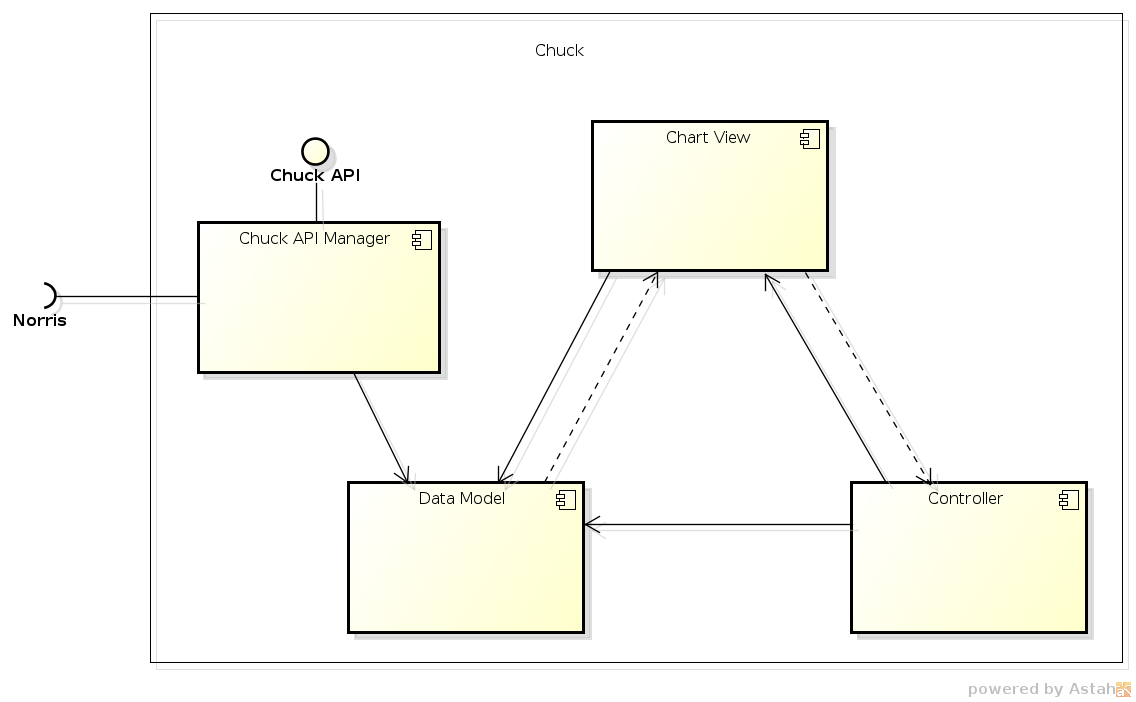 Chuck
Chart View
Chuck API
Chuck API Manager
Norris
Data Model
Controller
powered by Astah